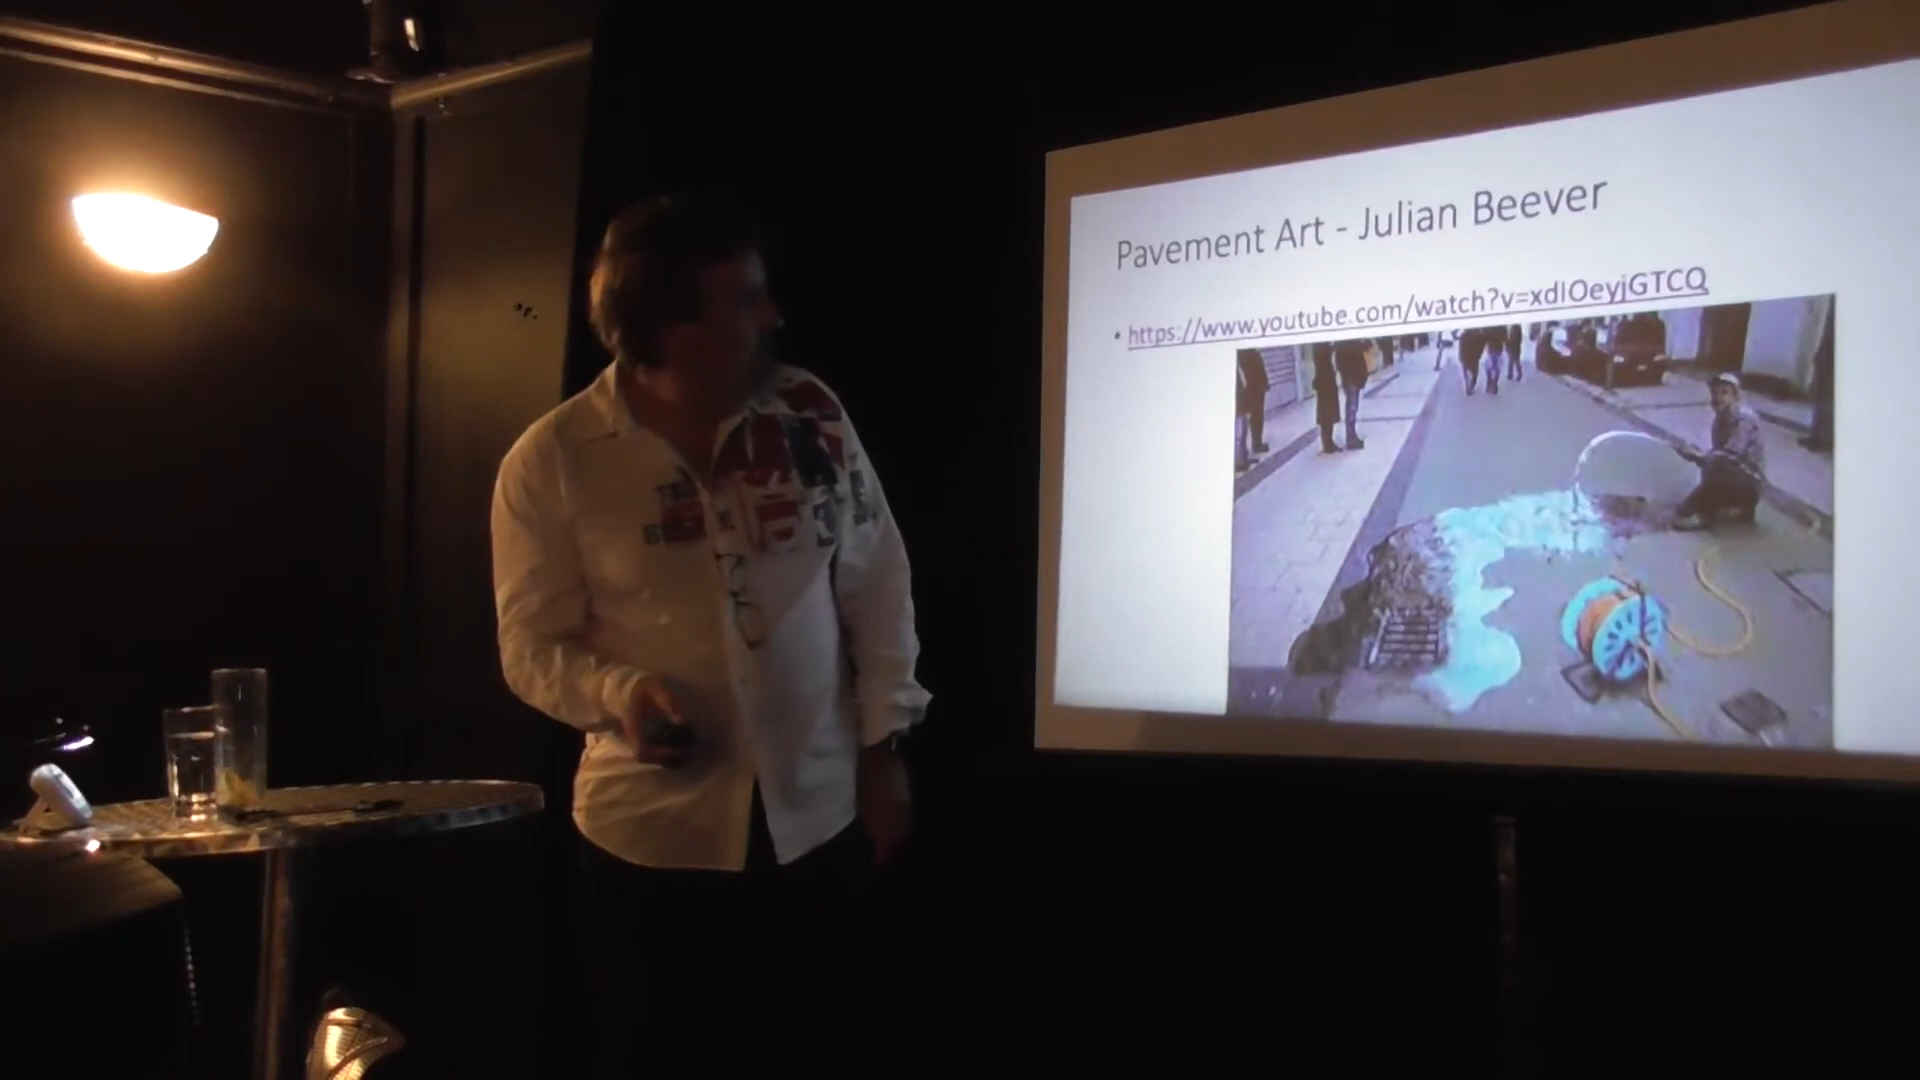 Pavement Art - Julian Beever
• https://www.youtube.com/watch?v=xdIOeyjGTCQ